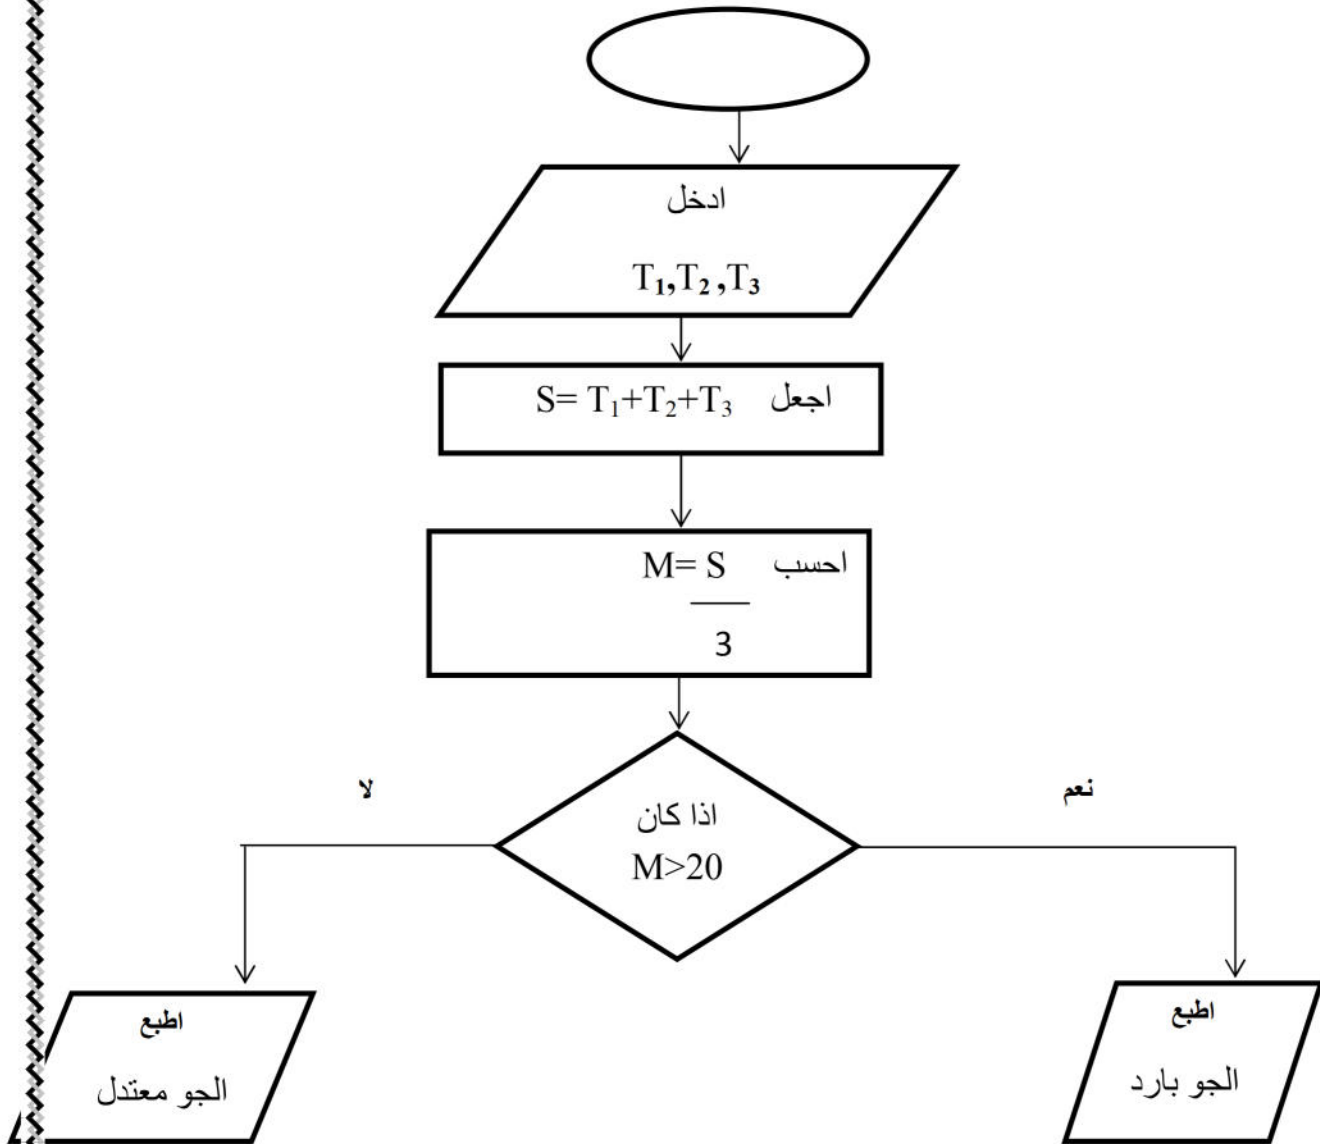 ادخل
T₁,T₂ ,T₃
اجعل S= T₁+T₂+T₃
احسب M= S
3
لا
نعم
اذا كان
M>20
اطبع
الجو بارد
اطبع
الجو معتدل